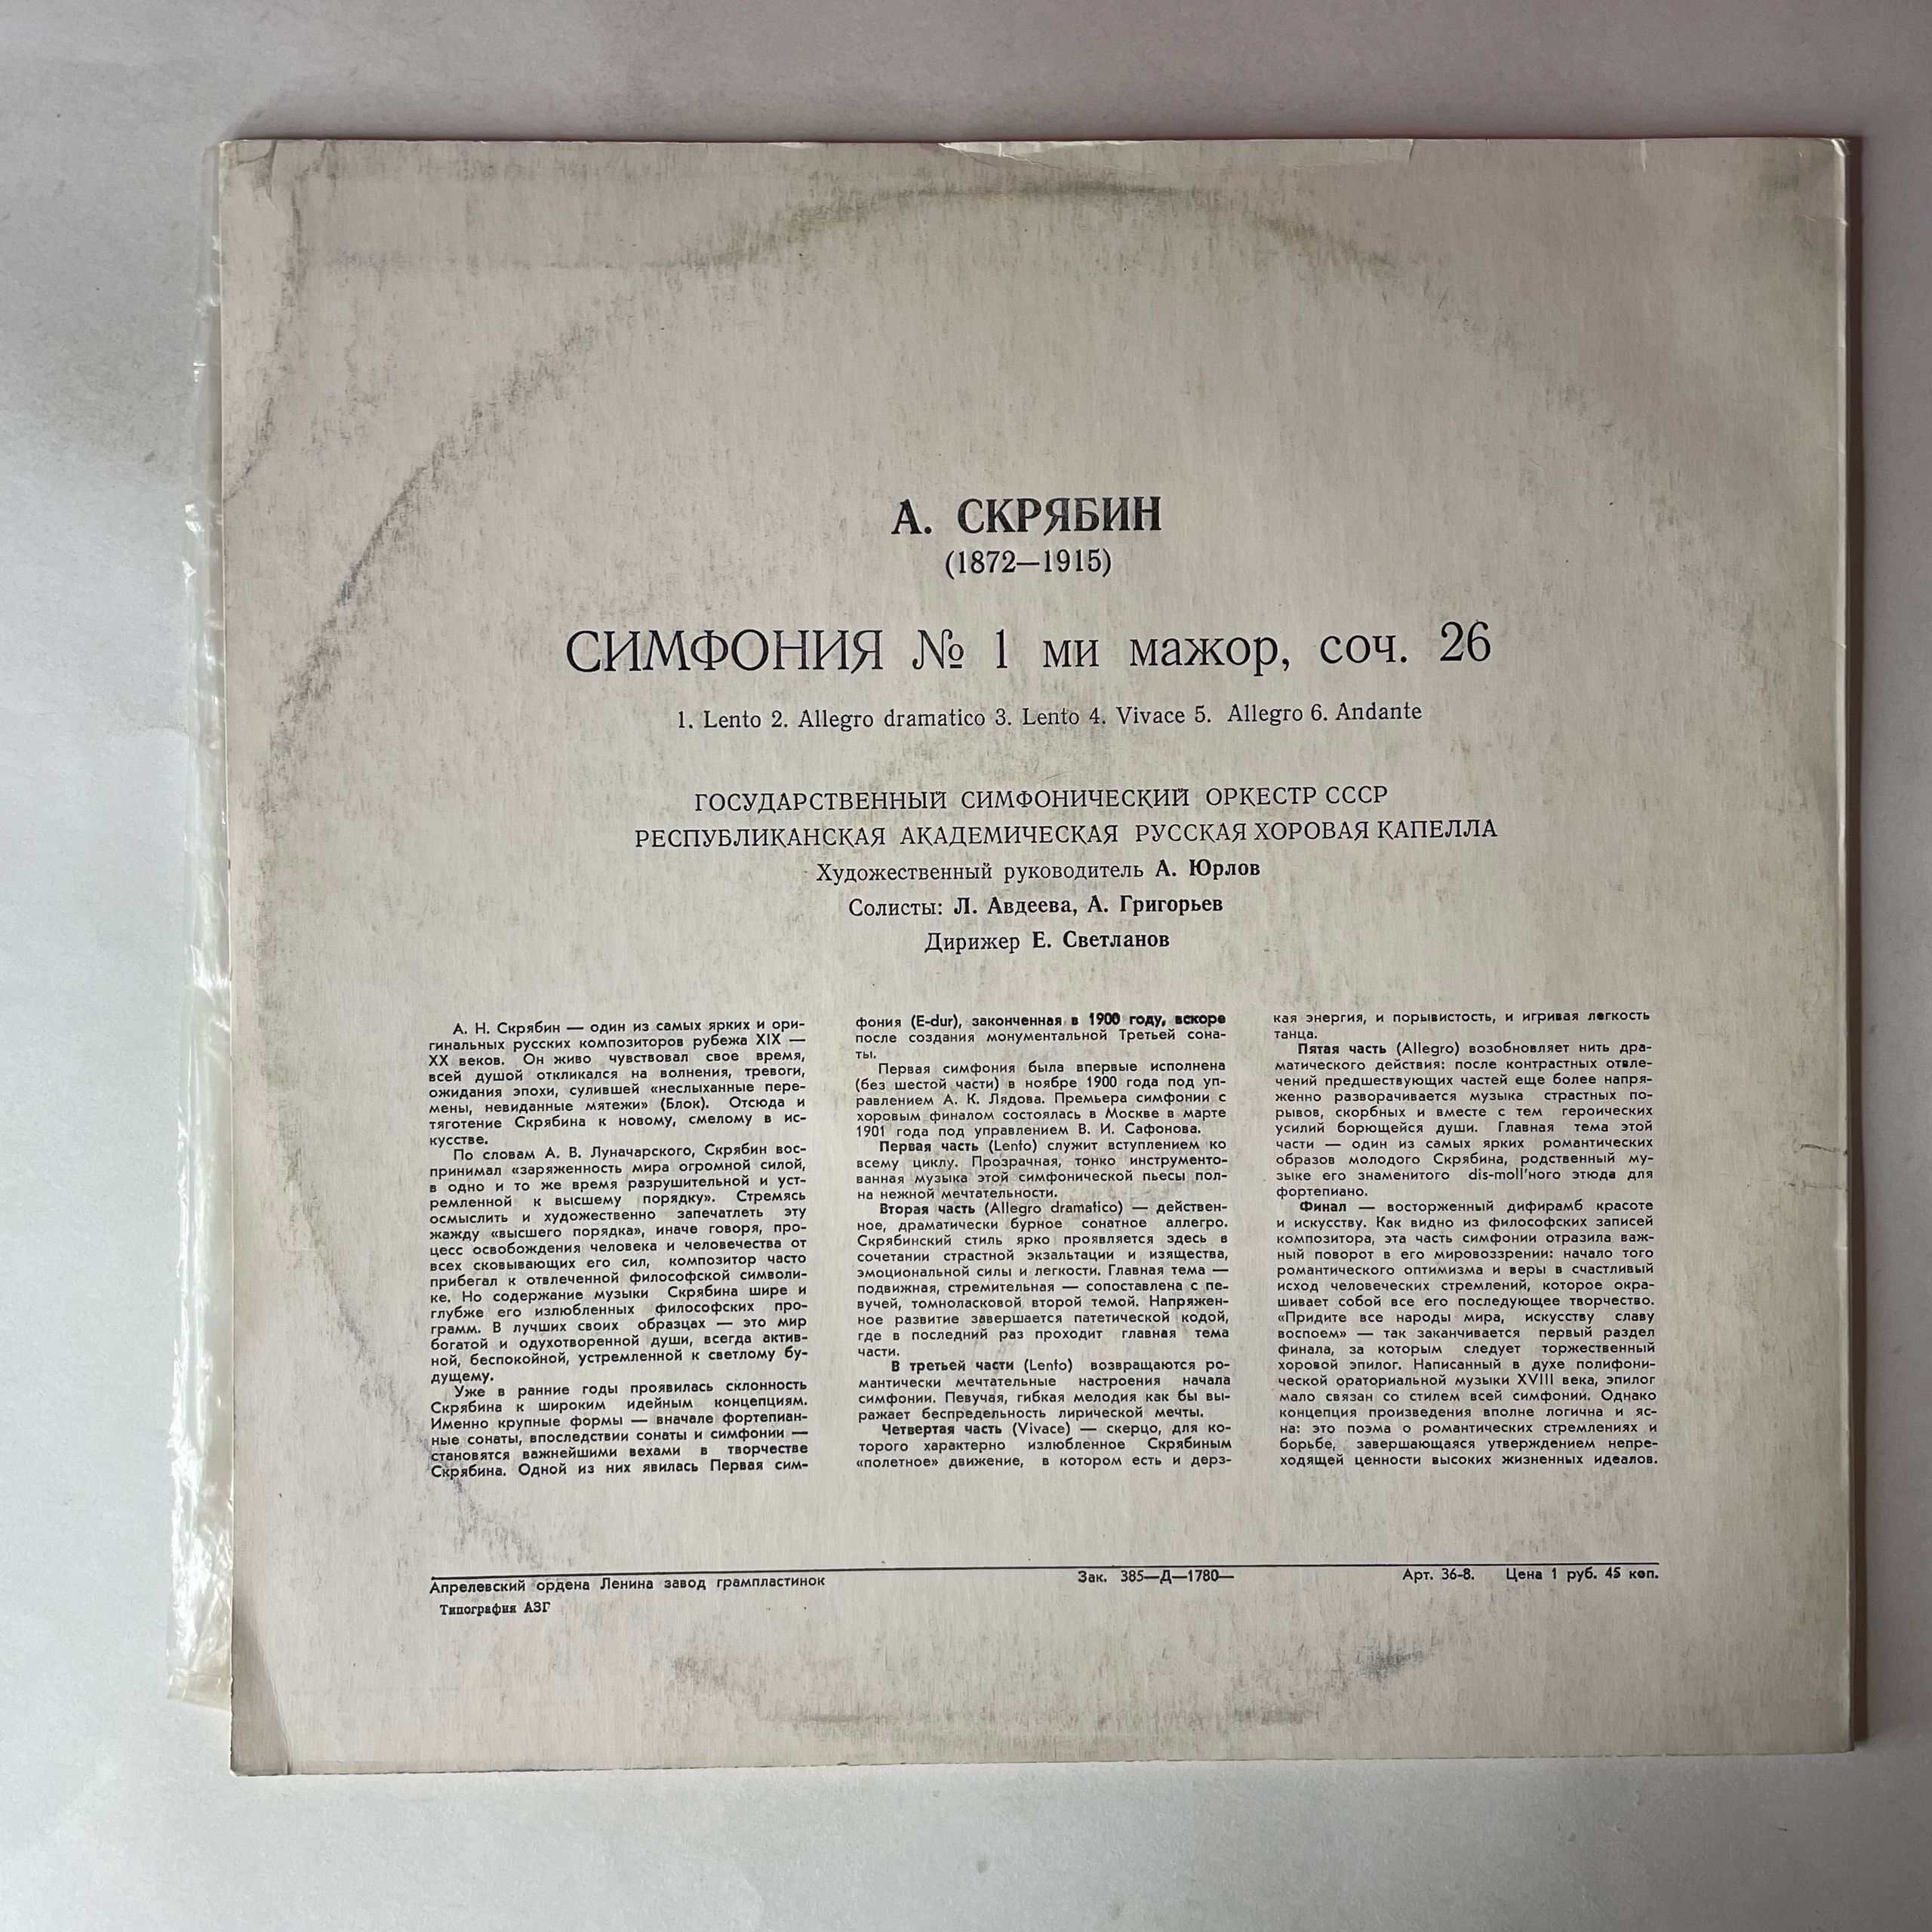 А. СКРЯБИН
(1872—1915)
СИМФОНИЯ № 1 ми мажор, соч. 26
1. Lento 2. Allegro dramatico 3. Lento 4. Vivace 5. Allegro 6. Andante
ГОСУДАРСТВЕННЫЙ СИМФОНИЧЕСКИЙ ОРКЕСТР СССР
РЕСПУБЛИКАНСКАЯ АКАДЕМИЧЕСКАЯ РУССКАЯ ХОРОВАЯ КАПЕЛЛА
Художественный руководитель А. Юрлов
Солисты: Л. Авдеева, А. Григорьев
Дирижер Е. Светланов
А. Н. Скрябин — один из самых ярких и ори-
гинальных русских композиторов рубежа XIX —
XX веков. Он живо чувствовал свое время,
всей душой откликался на волнения, тревоги,
ожидания эпохи, сулившей «неслыханные пере-
мены, невиданные мятежи» (Блок). Отсюда и
тяготение Скрябина к новому, смелому в ис-
кусстве.
По словам А. В. Луначарского, Скрябин вос-
принимал «заряженность мира огромной силой,
в одно и то же время разрушительной и уст-
ремленной к высшему порядку». Стремясь
осмыслить и художественно запечатлеть эту
жажду «высшего порядка», иначе говоря, про-
цесс освобождения человека и человечества от
всех сковывающих его сил, композитор часто
прибегал к отвлеченной философской символи-
ке. Но содержание музыки Скрябина шире и
глубже его излюбленных философских про-
грамм. В лучших своих образцах — это мир
богатой и одухотворенной души, всегда актив-
ной, беспокойной, устремленной к светлому бу-
дущему.
Уже в ранние годы проявилась склонность
Скрябина к широким идейным концепциям.
Именно крупные формы — вначале фортепиан-
ные сонаты, впоследствии сонаты и симфонии —
становятся важнейшими вехами в творчестве
Скрябина. Одной из них явилась Первая сим-
фония (E-dur), законченная в 1900 году, вскоре
после создания монументальной Третьей сона-
ты.
Первая симфония была впервые исполнена
(без шестой части) в ноябре 1900 года под уп-
равлением А. К. Лядова. Премьера симфонии с
хоровым финалом состоялась в Москве в марте
1901 года под управлением В. И. Сафонова.
Первая часть (Lento) служит вступлением ко
всему циклу. Прозрачная, тонко инструменто-
ванная музыка этой симфонической пьесы пол-
на нежной мечтательности.
Вторая часть (Allegro dramatico) — действен-
ное, драматически бурное сонатное аллегро.
Скрябинский стиль ярко проявляется здесь в
сочетании страстной экзальтации и изящества,
эмоциональной силы и легкости. Главная тема —
подвижная, стремительная — сопоставлена с пе-
вучей, томноласковой второй темой. Напряжен-
ное развитие завершается патетической кодой,
где в последний раз проходит главная тема
части.
В третьей части (Lento) возвращаются ро-
мантически мечтательные настроения начала
симфонии. Певучая, гибкая мелодия как бы вы-
ражает беспредельность лирической мечты.
Четвертая часть (Vivace) — скерцо, для ко-
торого характерно излюбленное Скрябиным
«полетное» движение, в котором есть и дерз-
кая энергия, и порывистость, и игривая легкость
танца.
Пятая часть (Allegro) возобновляет нить дра-
матического действия: после контрастных отвле-
чений предшествующих частей еще более напря-
женно разворачивается музыка страстных по-
рывов, скорбных и вместе с тем героических
усилий борющейся души. Главная тема этой
части — один из самых ярких романтических
образов молодого Скрябина, родственный му-
зыке его знаменитого dis-moll'ного этюда для
фортепиано.
Финал — восторженный дифирамб красоте
и искусству. Как видно из философских записей
композитора, эта часть симфонии отразила важ-
ный поворот в его мировоззрении: начало того
романтического оптимизма и веры в счастливый
исход человеческих стремлений, которое окра-
шивает собой все его последующее творчество.
«Придите все народы мира, искусству славу
воспоем» — так заканчивается первый раздел
финала, за которым следует торжественный
хоровой эпилог. Написанный в духе полифони-
ческой ораториальной музыки XVIII века, эпилог
мало связан со стилем всей симфонии. Однако
концепция произведения вполне логична и яс-
на: это поэма о романтических стремлениях и
борьбе, завершающаяся утверждением непре-
ходящей ценности высоких жизненных идеалов.
Апрелевский ордена Ленина завод грампластинок Зак. 385—Д—1780— Арт. 36-8. Цена 1 руб. 45 коп.
Типография АЗГ